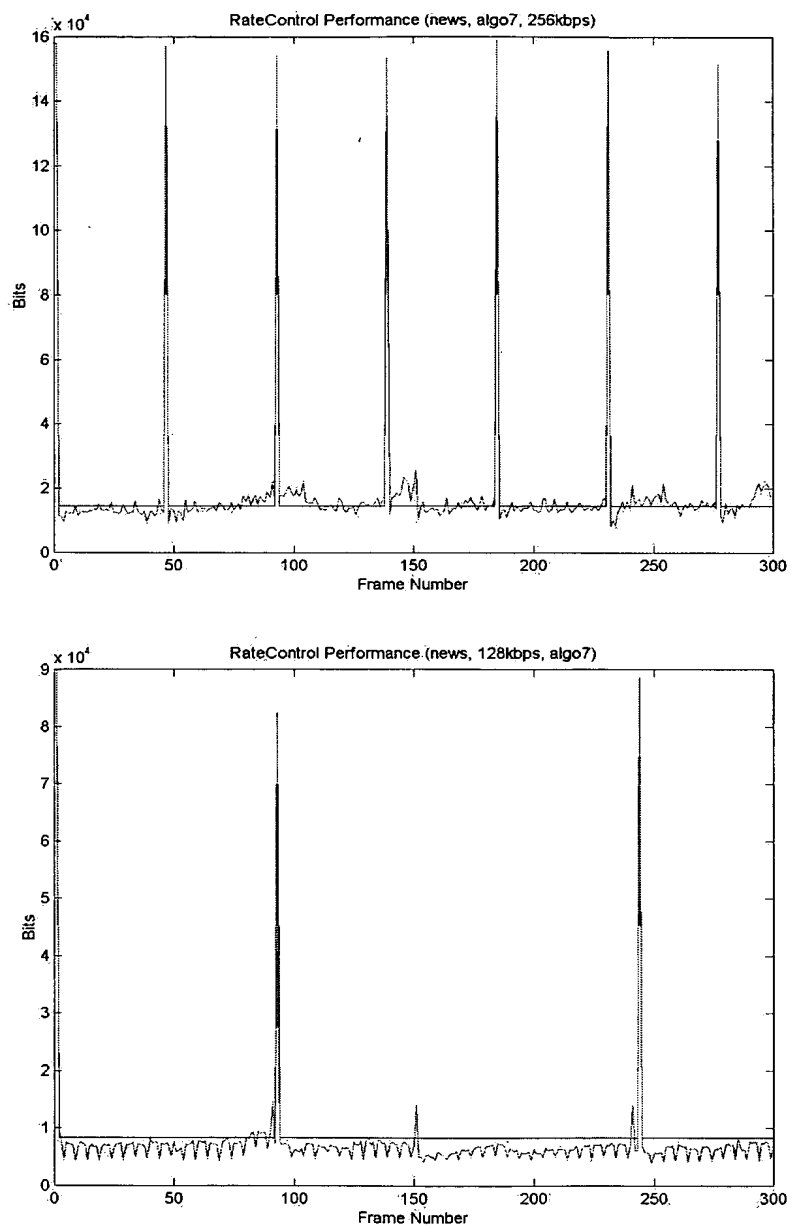 RateControl Performance (news, algo7, 256kbps)
x 10^4
16
14
12
10
8
6
4
2
0
Bits
0 50 100 150 200 250 300
Frame Number
RateControl Performance (news, 128kbps, algo7)
x 10^4
9
8
7
6
5
4
3
2
1
0
Bits
0 50 100 150 200 250 300
Frame Number